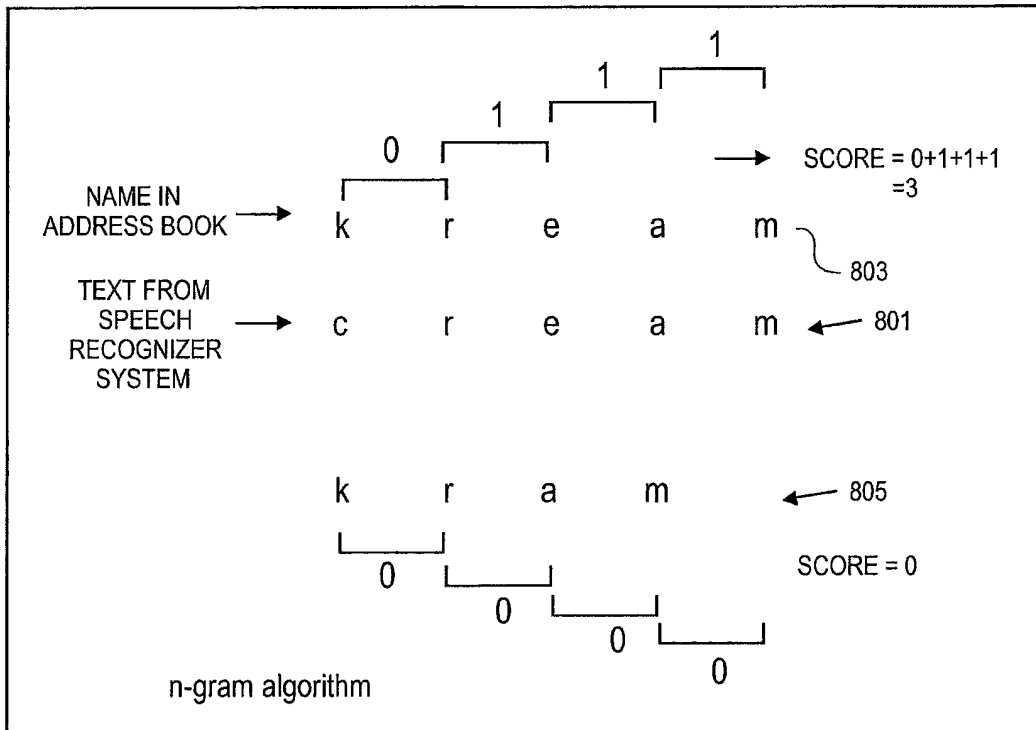 1
1
1
0
SCORE = 0+1+1+1
=3
NAME IN
ADDRESS BOOK
k r e a m
803
TEXT FROM
SPEECH
RECOGNIZER
SYSTEM
c r e a m
801
k r a m
805
0
0
0
0
SCORE = 0
n-gram algorithm